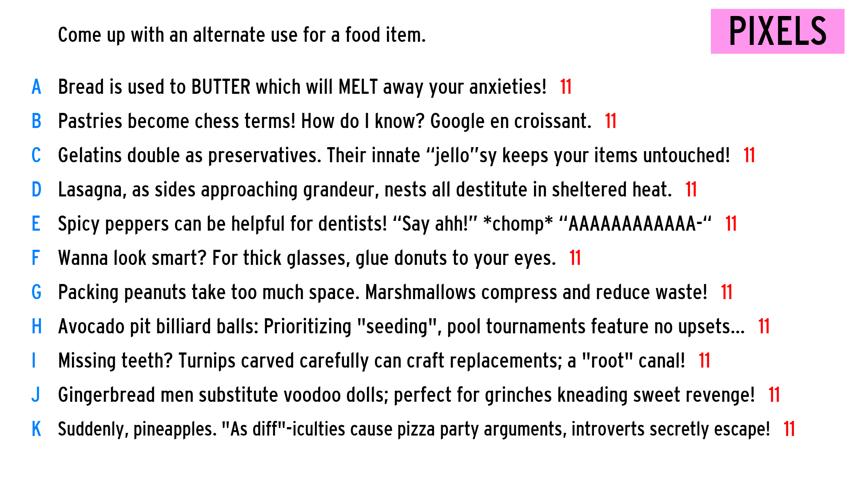 Come up with an alternate use for a food item.
PIXELS
A Bread is used to BUTTER which will MELT away your anxieties! 11
B Pastries become chess terms! How do I know? Google en croissant. 11
C Gelatins double as preservatives. Their innate “jello”sy keeps your items untouched! 11
D Lasagna, as sides approaching grandeur, nests all destitute in sheltered heat. 11
E Spicy peppers can be helpful for dentists! “Say ahh!” *chomp* “AAAAAAAAAAAA-“ 11
F Wanna look smart? For thick glasses, glue donuts to your eyes. 11
G Packing peanuts take too much space. Marshmallows compress and reduce waste! 11
H Avocado pit billiard balls: Prioritizing "seeding", pool tournaments feature no upsets... 11
I Missing teeth? Turnips carved carefully can craft replacements; a "root" canal! 11
J Gingerbread men substitute voodoo dolls; perfect for grinches kneading sweet revenge! 11
K Suddenly, pineapples. "As diff"-iculties cause pizza party arguments, introverts secretly escape! 11